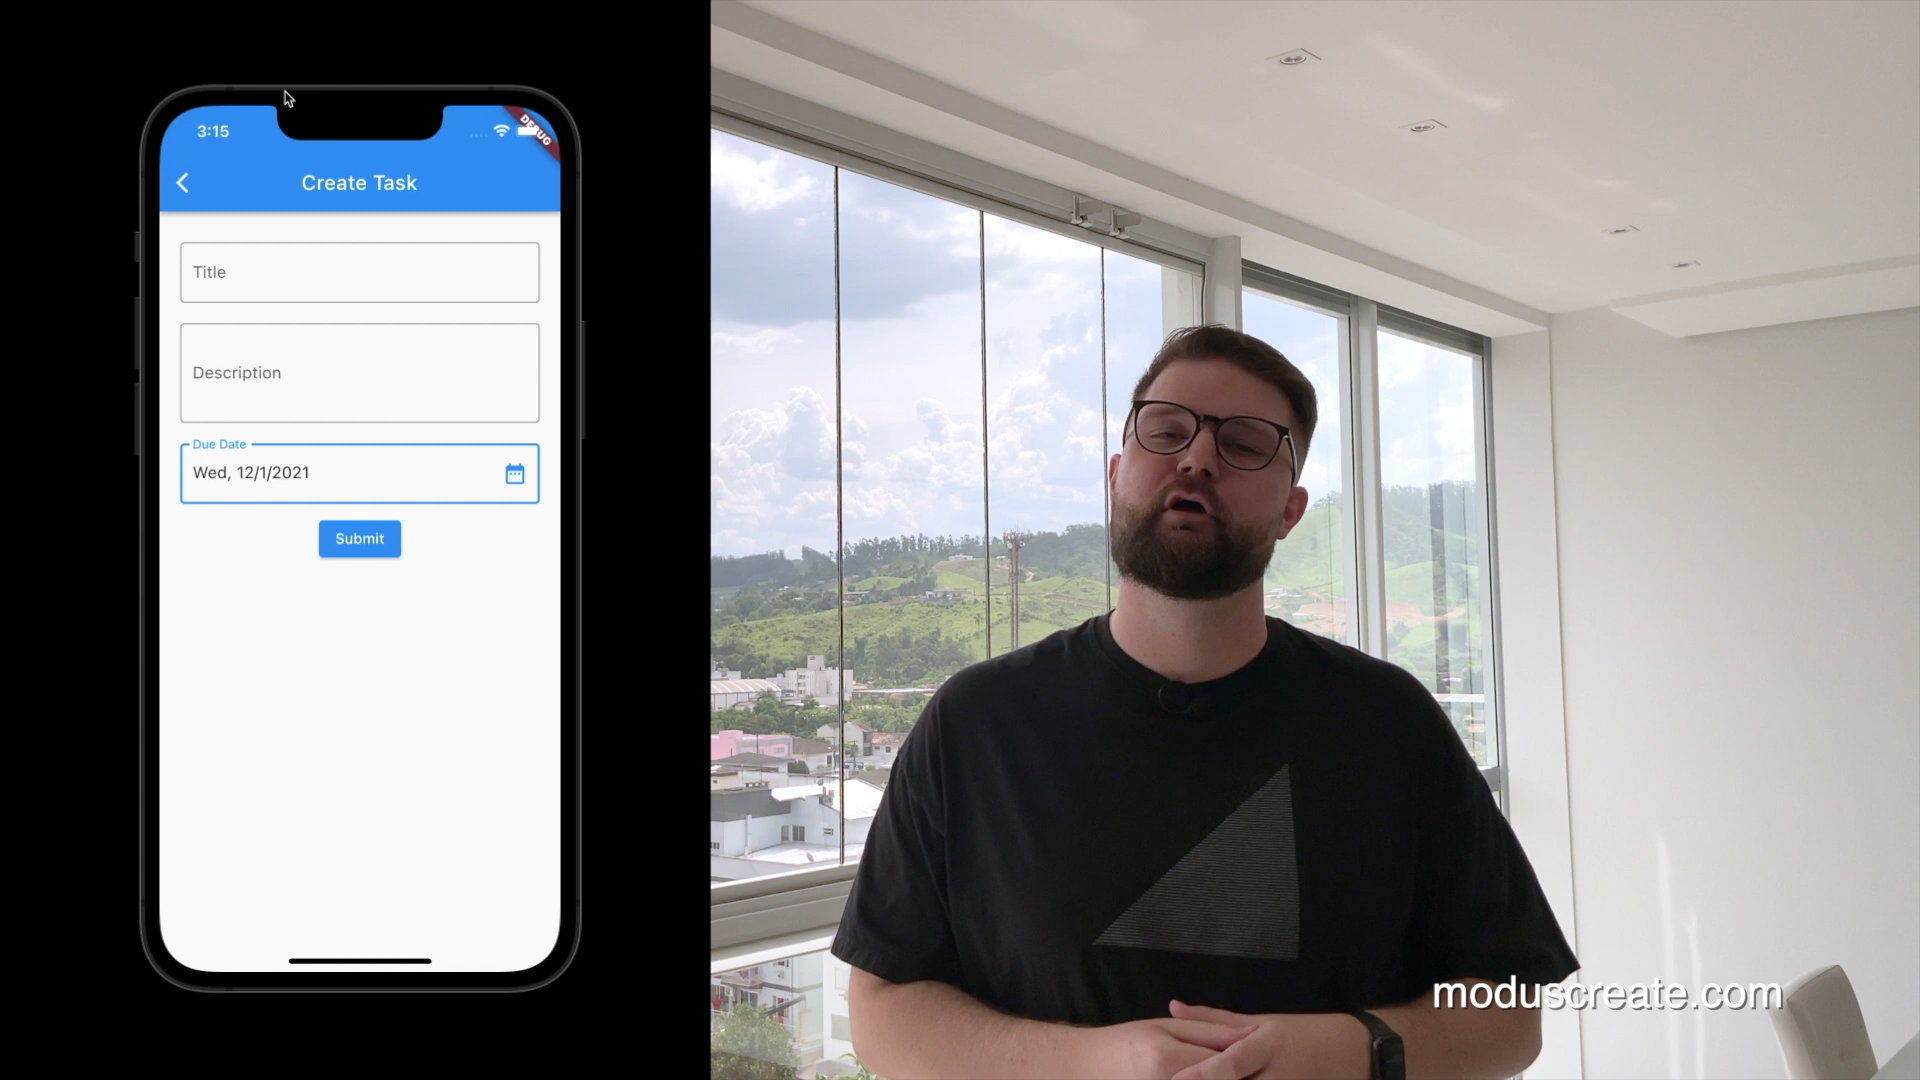 3:15
DEBUG
Create Task
Title
Description
Due Date
Wed, 12/1/2021
Submit
moduscreate.com